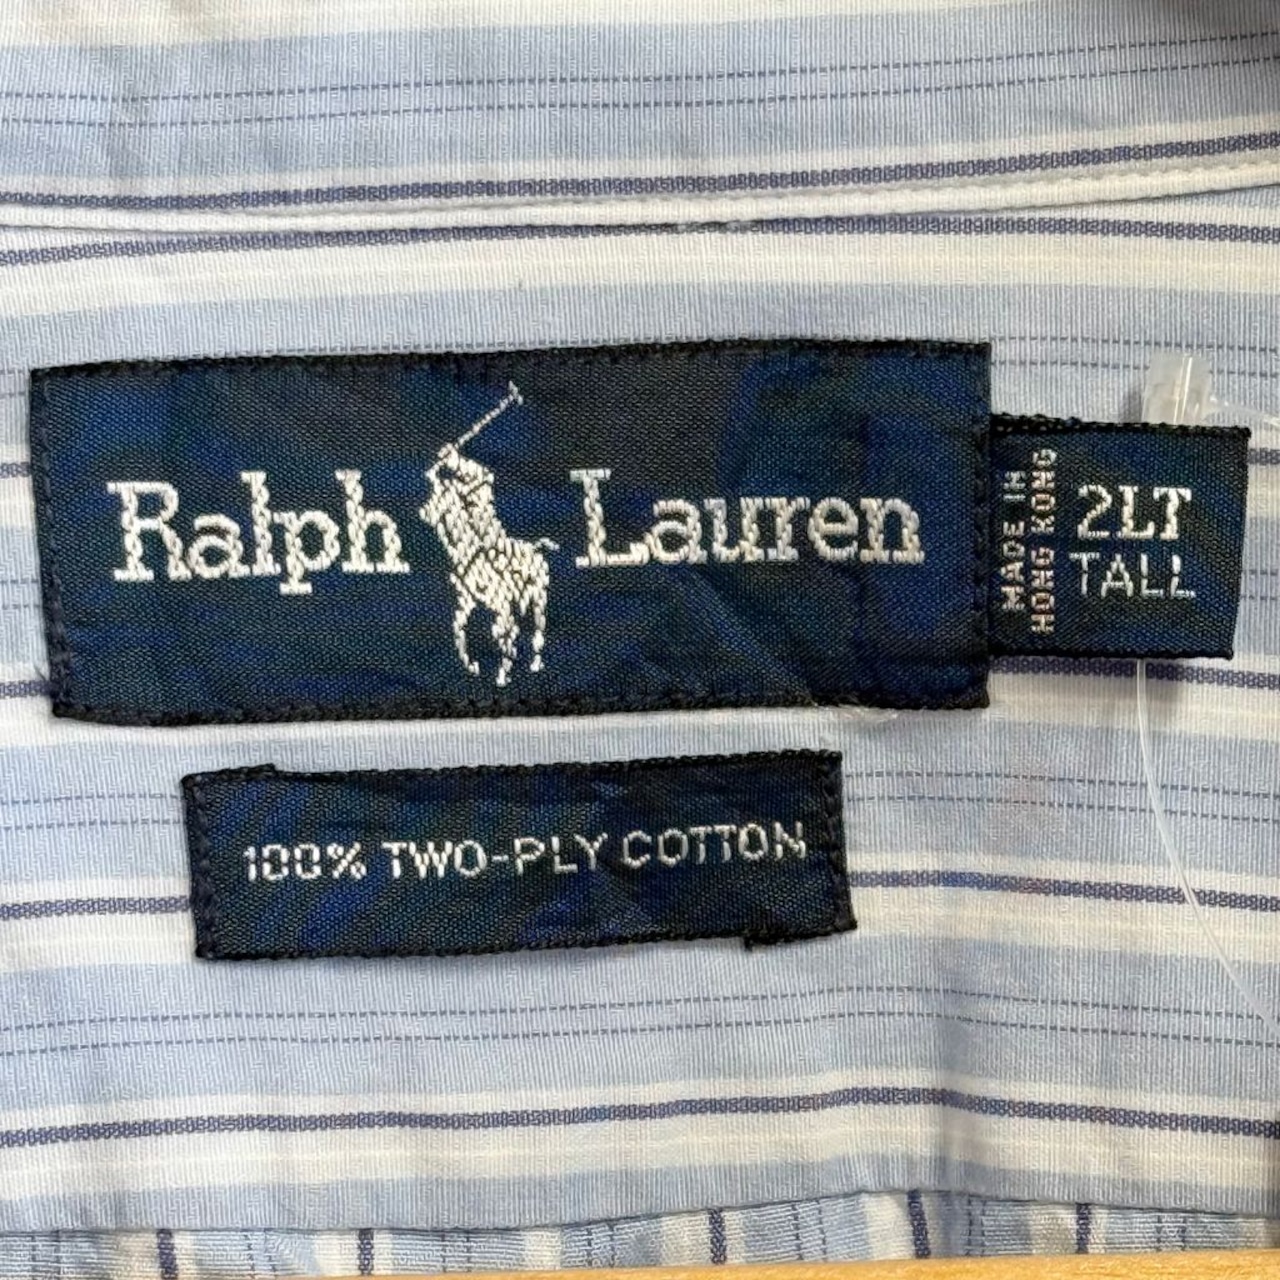 Ralph Lauren
MADE IN
HONG KONG
2LT
TALL
100% TWO-PLY COTTON